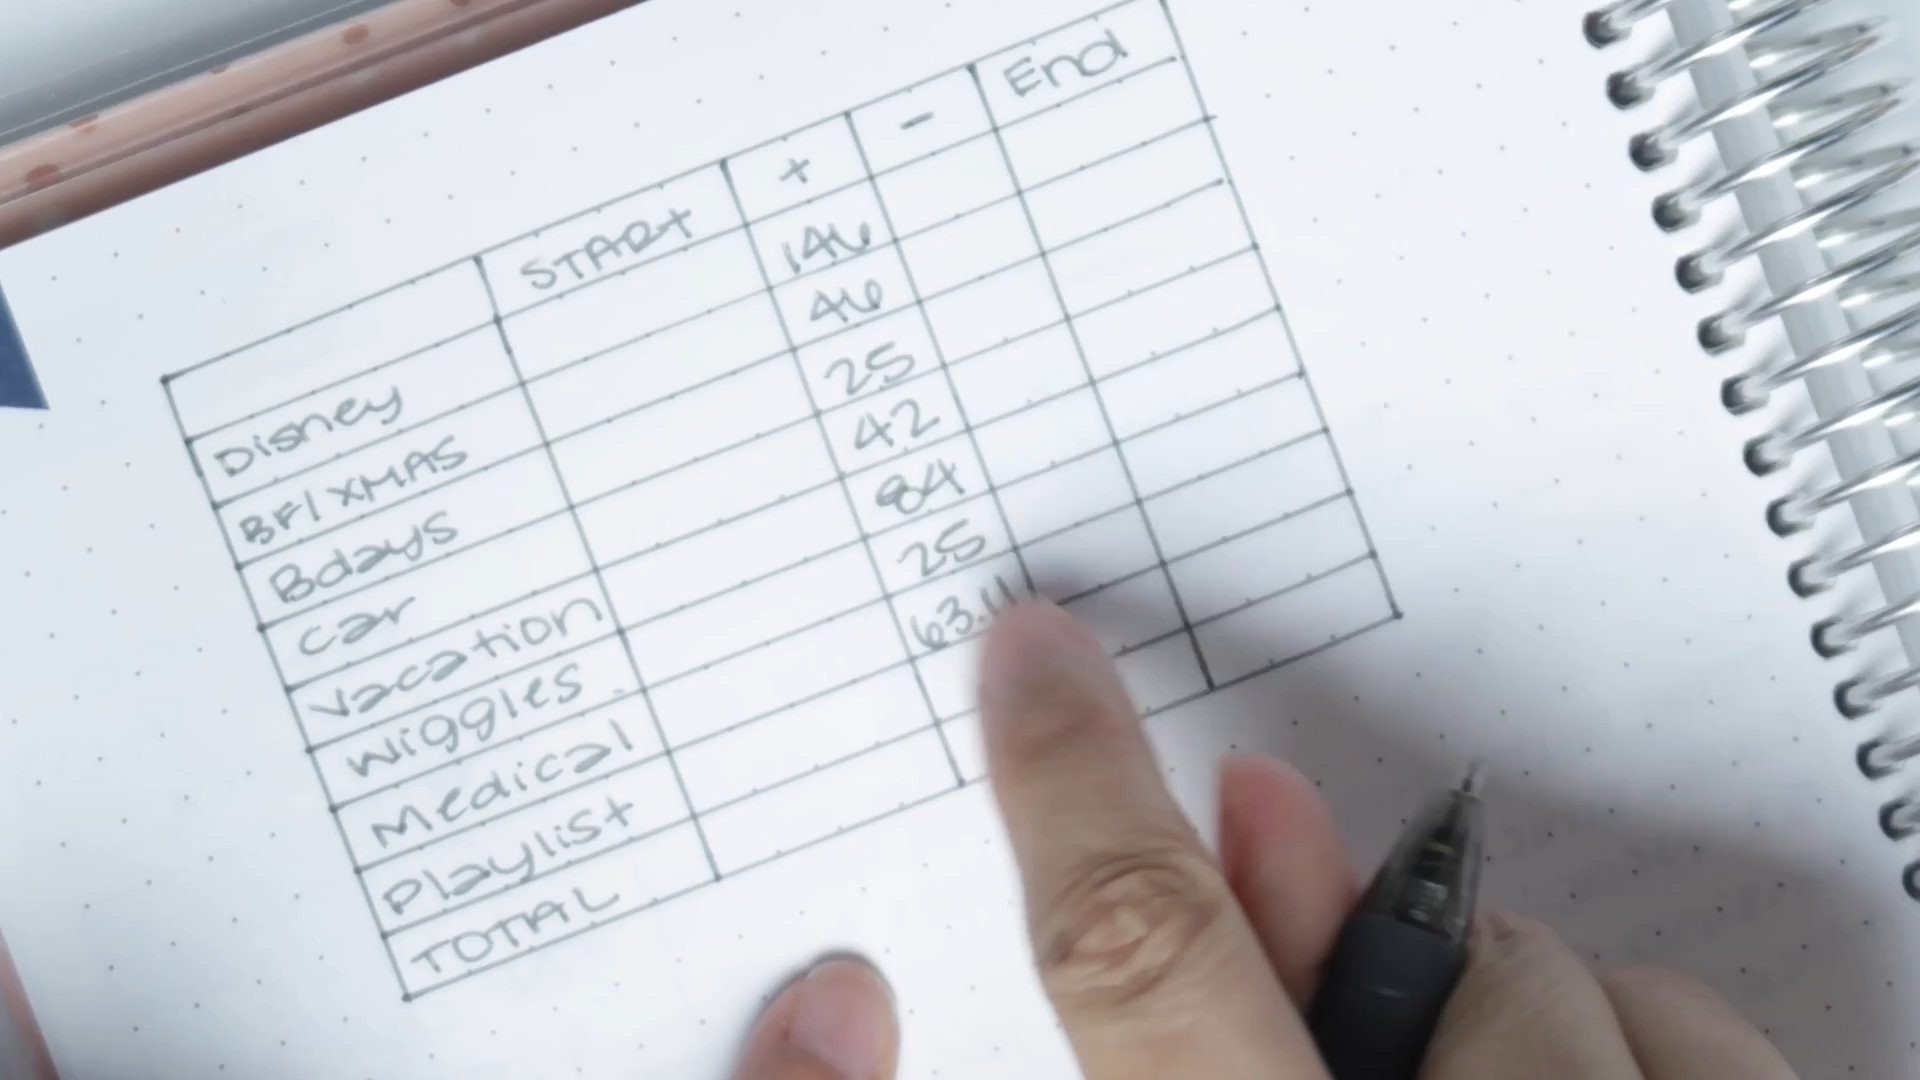 START + - End
Disney 146
BF/XMAS 46
Bdays 25
car 42
vacation 84
wiggles 25
Medical
Playlist
TOTAL